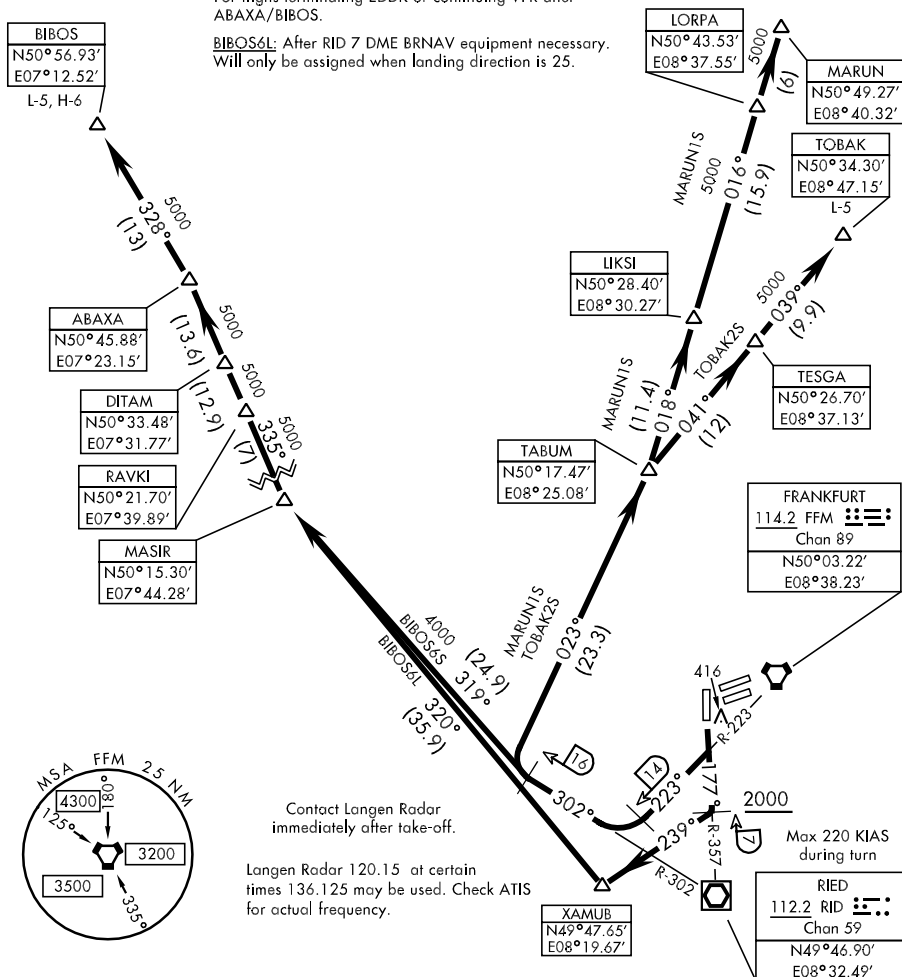 ABAXA/BIBOS.
BIBOS6L: After RID 7 DME BRNAV equipment necessary.
Will only be assigned when landing direction is 25.
BIBOS
N50°56.93'
E07°12.52'
L-5, H-6
LORPA
N50°43.53'
E08°37.55'
5000
(6)
MARUN
N50°49.27'
E08°40.32'
TOBAK
N50°34.30'
E08°47.15'
L-5
MARUN1S
5000
016°
(15.9)
5000
328°
(13)
LIKSI
N50°28.40'
E08°30.27'
5000
039°
(9.9)
ABAXA
N50°45.88'
E07°23.15'
5000
(13.6)
DITAM
N50°33.48'
E07°31.77'
5000
(12.9)
RAVKI
N50°21.70'
E07°39.89'
5000
335°
(7)
MASIR
N50°15.30'
E07°44.28'
MARUN1S
(11.4)
018°
TOBAK2S
041°
(12)
TESGA
N50°26.70'
E08°37.13'
TABUM
N50°17.47'
E08°25.08'
FRANKFURT
114.2 FFM
Chan 89
N50°03.22'
E08°38.23'
MARUN1S
TOBAK2S
023°
(23.3)
4000
BIBOS6S
(24.9)
319°
BIBOS6L
320°
(35.9)
416
R-223
16
14
302°
223°
177°
2000
239°
R-357
7
R-302
Max 220 KIAS
during turn
MSA FFM 25 NM
4300
180°
125°
3200
3500
335°
Contact Langen Radar
immediately after take-off.
Langen Radar 120.15 at certain
times 136.125 may be used. Check ATIS
for actual frequency.
XAMUB
N49°47.65'
E08°19.67'
RIED
112.2 RID
Chan 59
N49°46.90'
E08°32.49'